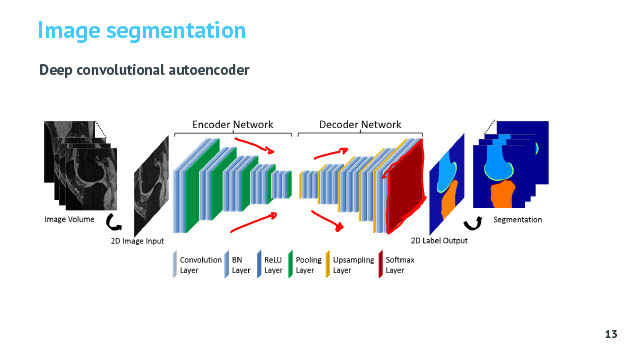 Image segmentation
Deep convolutional autoencoder
Encoder Network
Decoder Network
Image Volume
2D Image Input
2D Label Output
Segmentation
Convolution
Layer
BN
Layer
ReLU
Layer
Pooling
Layer
Upsampling
Layer
Softmax
Layer
13